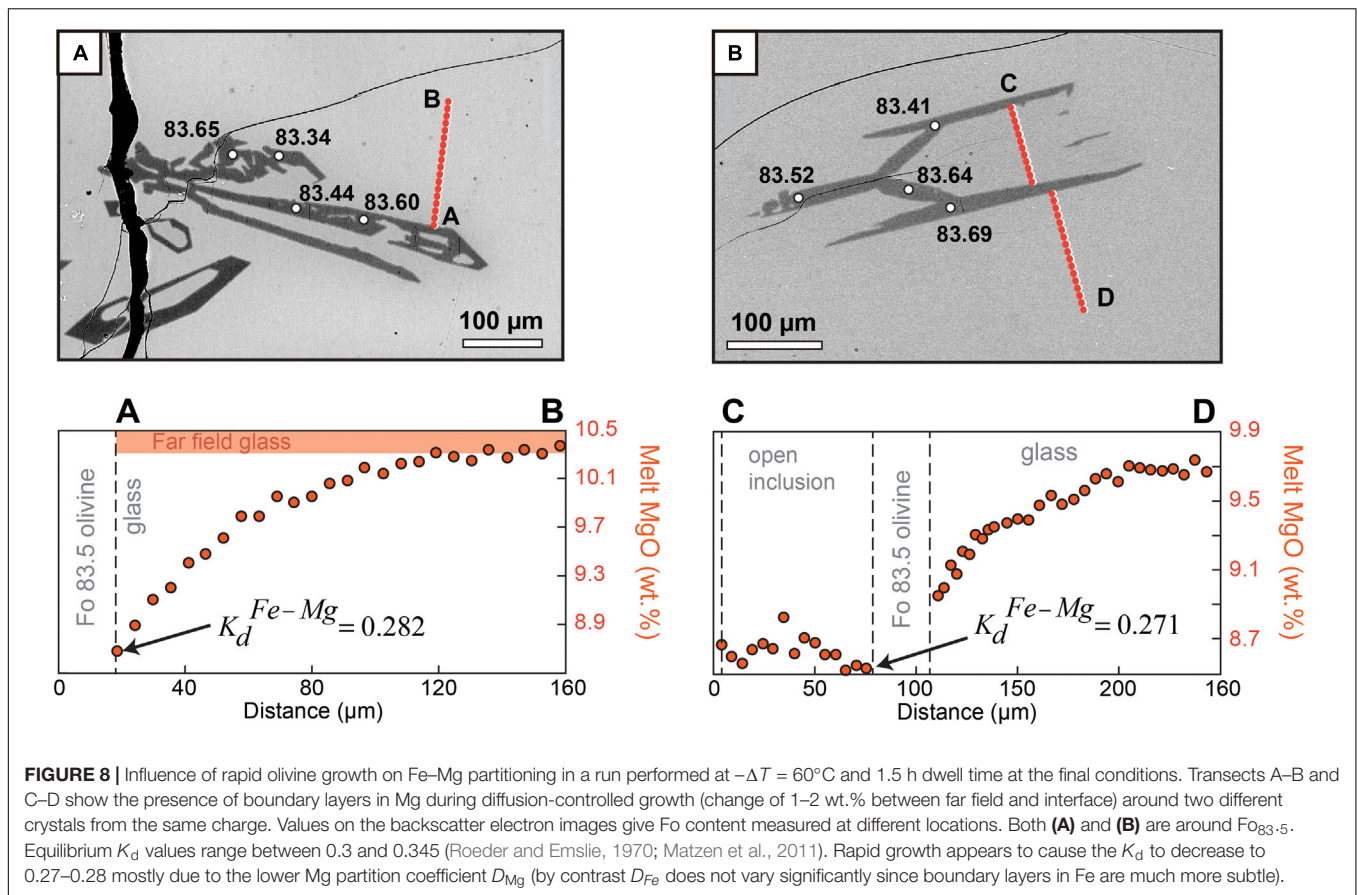 A
B
83.65
83.34
83.44
83.60
A
100 µm
B
C
83.41
83.52
83.64
83.69
D
100 µm
A
B
Far field glass
Fo 83.5 olivine
glass
K_d^{Fe–Mg} = 0.282
10.5
10.1
9.7
9.3
8.9
Melt MgO (wt.%)
0
40
80
120
160
Distance (µm)
C
D
open
inclusion
Fo 83.5 olivine
glass
K_d^{Fe–Mg} = 0.271
9.9
9.5
9.1
8.7
Melt MgO (wt.%)
0
50
100
150
200
160
Distance (µm)
FIGURE 8 | Influence of rapid olivine growth on Fe–Mg partitioning in a run performed at −ΔT = 60°C and 1.5 h dwell time at the final conditions. Transects A–B and
C–D show the presence of boundary layers in Mg during diffusion-controlled growth (change of 1–2 wt.% between far field and interface) around two different
crystals from the same charge. Values on the backscatter electron images give Fo content measured at different locations. Both (A) and (B) are around Fo83.5.
Equilibrium Kd values range between 0.3 and 0.345 (Roeder and Emslie, 1970; Matzen et al., 2011). Rapid growth appears to cause the Kd to decrease to
0.27–0.28 mostly due to the lower Mg partition coefficient DMg (by contrast DFe does not vary significantly since boundary layers in Fe are much more subtle).